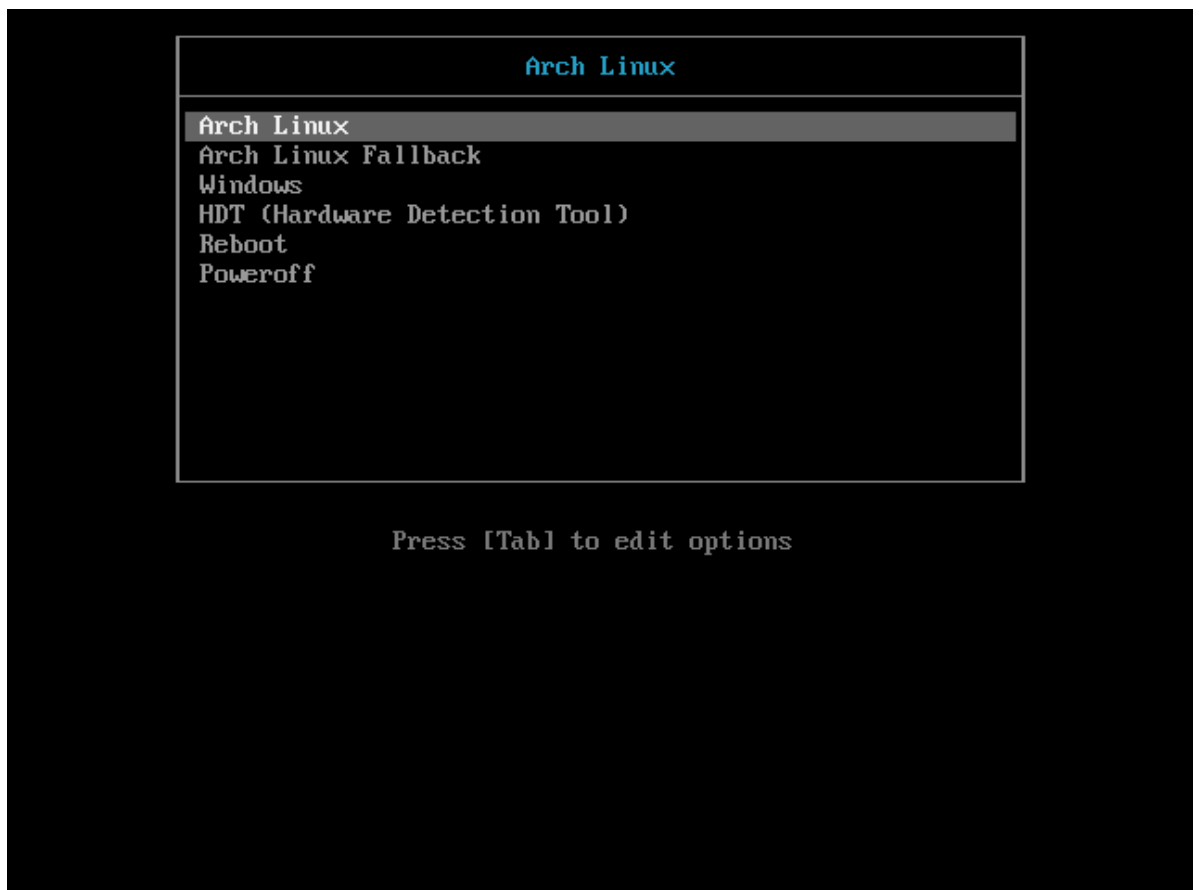 Arch Linux
Arch Linux
Arch Linux Fallback
Windows
HDT (Hardware Detection Tool)
Reboot
Poweroff
Press [Tab] to edit options